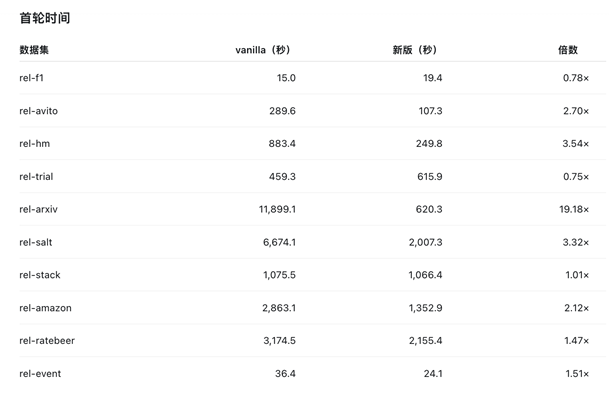 首轮时间
数据集 vanilla（秒） 新版（秒） 倍数
rel-f1 15.0 19.4 0.78×
rel-avito 289.6 107.3 2.70×
rel-hm 883.4 249.8 3.54×
rel-trial 459.3 615.9 0.75×
rel-arxiv 11,899.1 620.3 19.18×
rel-salt 6,674.1 2,007.3 3.32×
rel-stack 1,075.5 1,066.4 1.01×
rel-amazon 2,863.1 1,352.9 2.12×
rel-ratebeer 3,174.5 2,155.4 1.47×
rel-event 36.4 24.1 1.51×